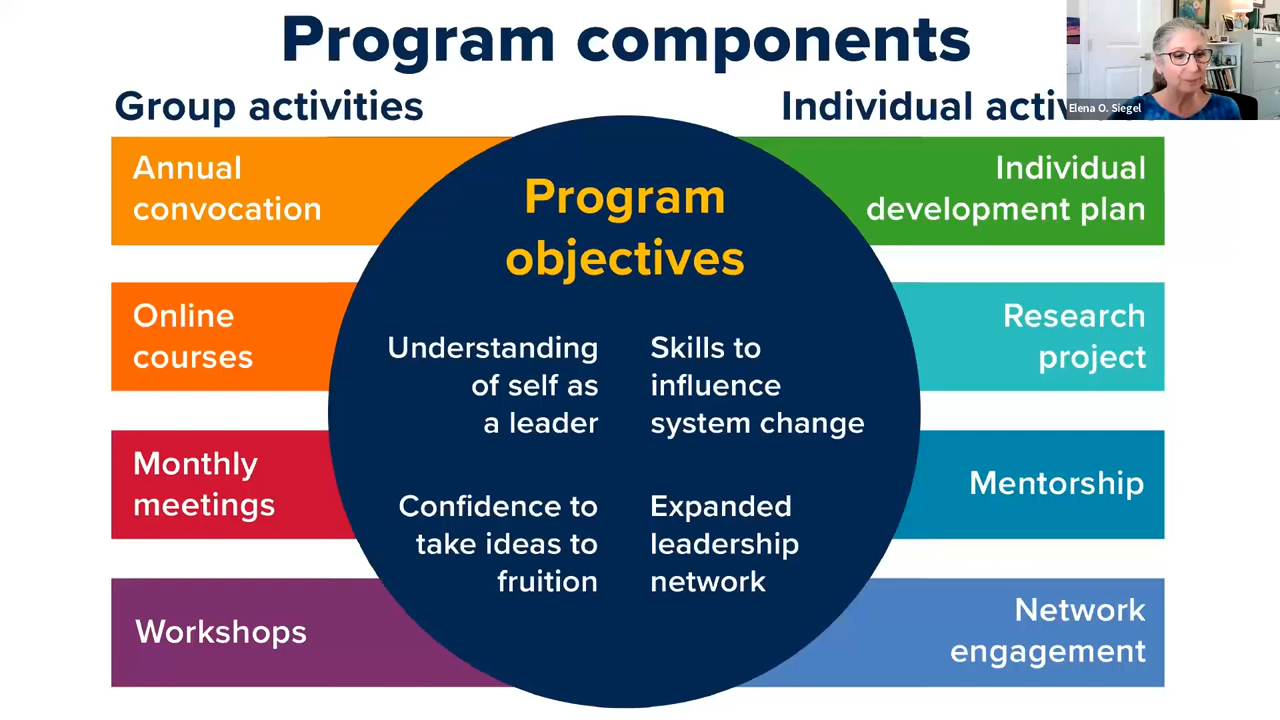 Program components
Elena O. Siegel
Group activities
Individual
Annual
convocation
Online
courses
Monthly
meetings
Workshops
Program
objectives
Understanding
of self as
a leader
Skills to
influence
system change
Confidence to
take ideas to
fruition
Expanded
leadership
network
Individual
development plan
Research
project
Mentorship
Network
engagement